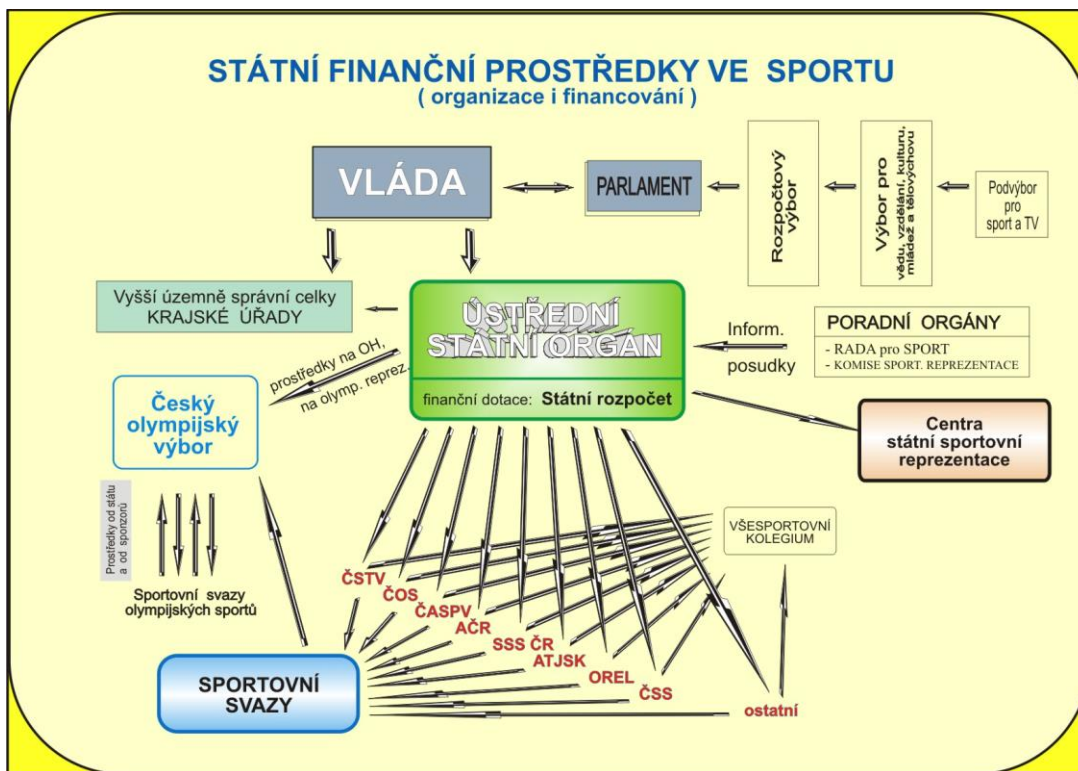 STÁTNÍ FINANČNÍ PROSTŘEDKY VE SPORTU
( organizace i financování )
VLÁDA
PARLAMENT
Rozpočtový
výbor
Výbor pro
vědu, vzdělání, kulturu,
mládež a tělovýchovu
Podvýbor
pro
sport a TV
Vyšší územně správní celky
KRAJSKÉ ÚŘADY
ÚSTŘEDNÍ
STÁTNÍ ORGÁN
finanční dotace: Státní rozpočet
Inform.
posudky
PORADNÍ ORGÁNY
- RADA pro SPORT
- KOMISE SPORT. REPREZENTACE
prostředky na OH,
na olymp. reprez.
Český
olympijský
výbor
Centra
státní sportovní
reprezentace
Prostředky od státu
a od sponzorů
VŠESPORTOVNÍ
KOLEGIUM
Sportovní svazy
olympijských sportů
ČSTV
ČOS
ČASPV
AČR
SSS ČR
ATJSK
OREL
ČSS
ostatní
SPORTOVNÍ
SVAZY